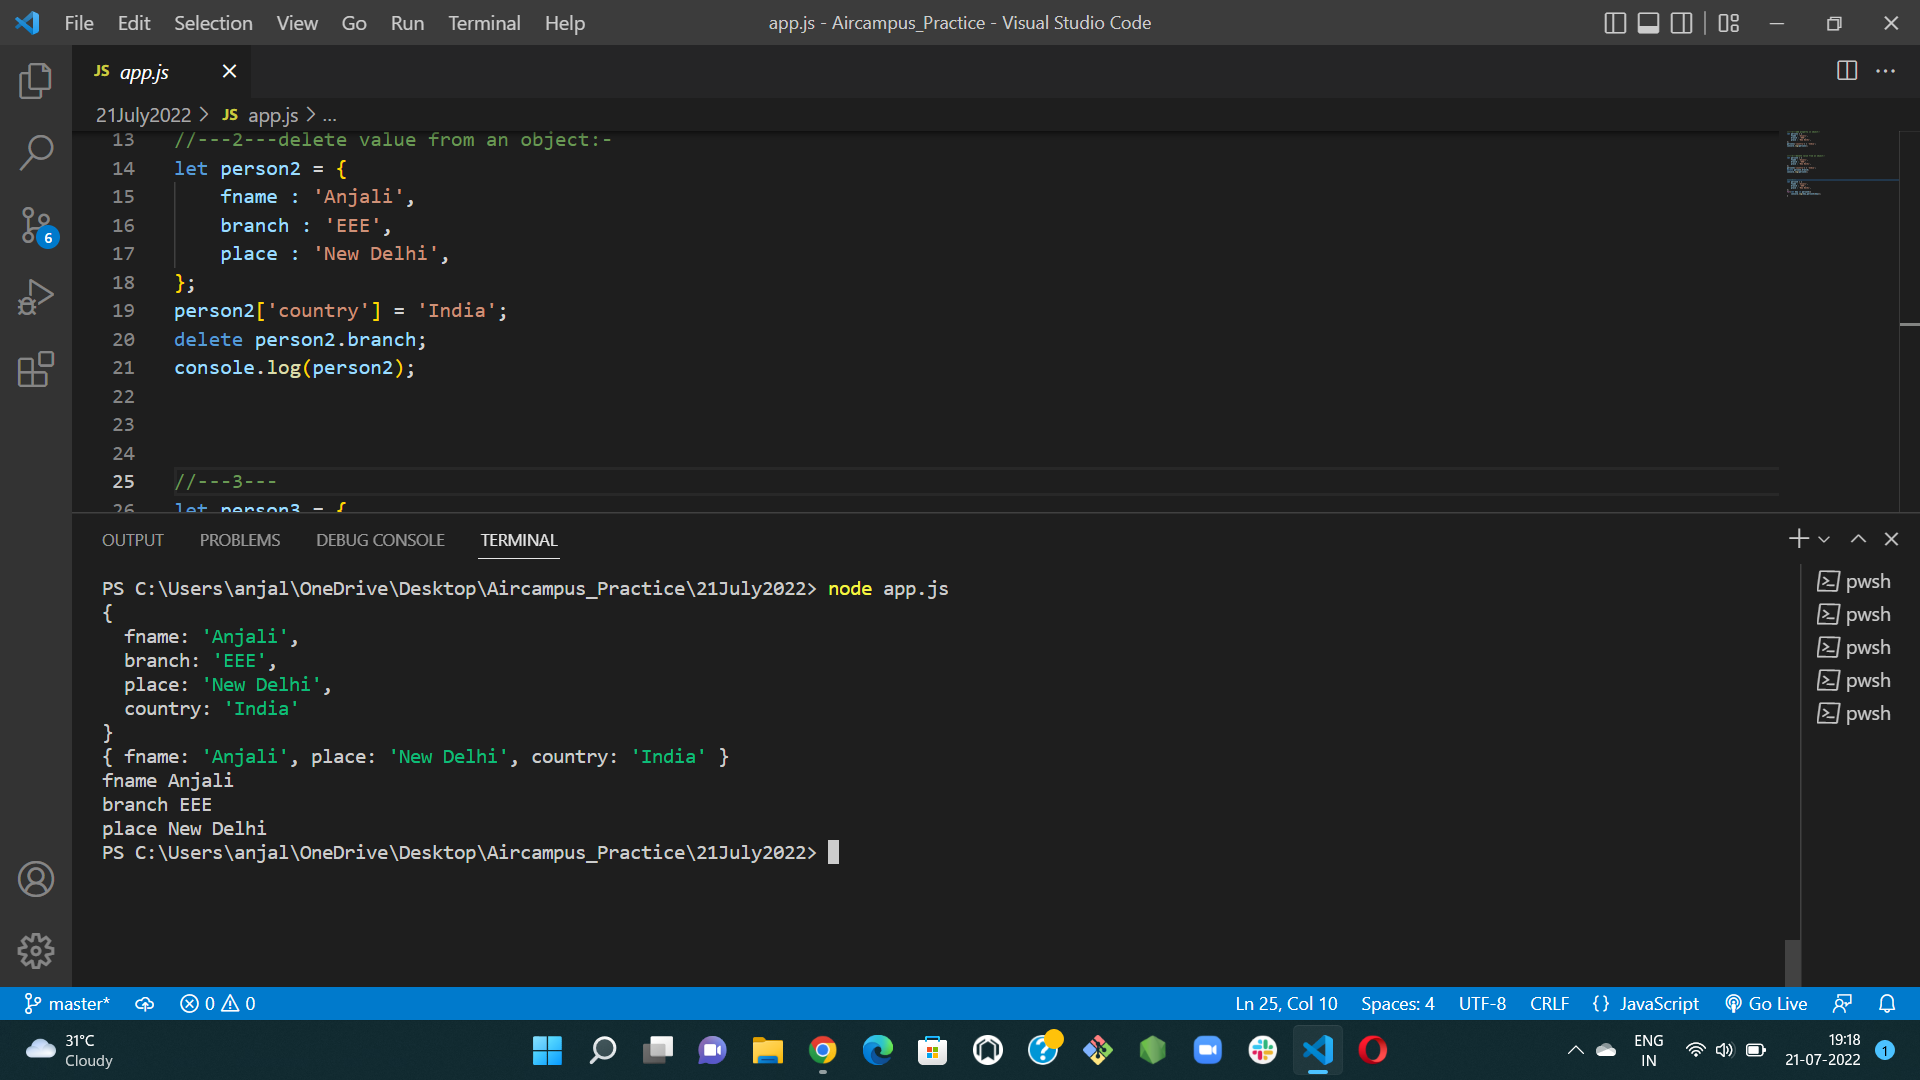 File Edit Selection View Go Run Terminal Help
app.js - Aircampus_Practice - Visual Studio Code
JS app.js
21July2022 > JS app.js > ...
13 //---2---delete value from an object:-
14 let person2 = {
15 fname : 'Anjali',
16 branch : 'EEE',
17 place : 'New Delhi',
18 };
19 person2['country'] = 'India';
20 delete person2.branch;
21 console.log(person2);
22
23
24
25 //---3---
26 let person3 = {
6
OUTPUT PROBLEMS DEBUG CONSOLE TERMINAL
PS C:\Users\anjal\OneDrive\Desktop\Aircampus_Practice\21July2022> node app.js
{
fname: 'Anjali',
branch: 'EEE',
place: 'New Delhi',
country: 'India'
}
{ fname: 'Anjali', place: 'New Delhi', country: 'India' }
fname Anjali
branch EEE
place New Delhi
PS C:\Users\anjal\OneDrive\Desktop\Aircampus_Practice\21July2022>
pwsh
pwsh
pwsh
pwsh
pwsh
master* 0 0 Ln 25, Col 10 Spaces: 4 UTF-8 CRLF {} JavaScript Go Live
31°C
Cloudy
ENG
IN
19:18
21-07-2022
1